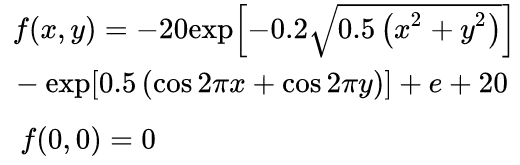 f(x, y) = −20exp[−0.2√(0.5 (x² + y²))]
− exp[0.5 (cos 2πx + cos 2πy)] + e + 20
f(0, 0) = 0